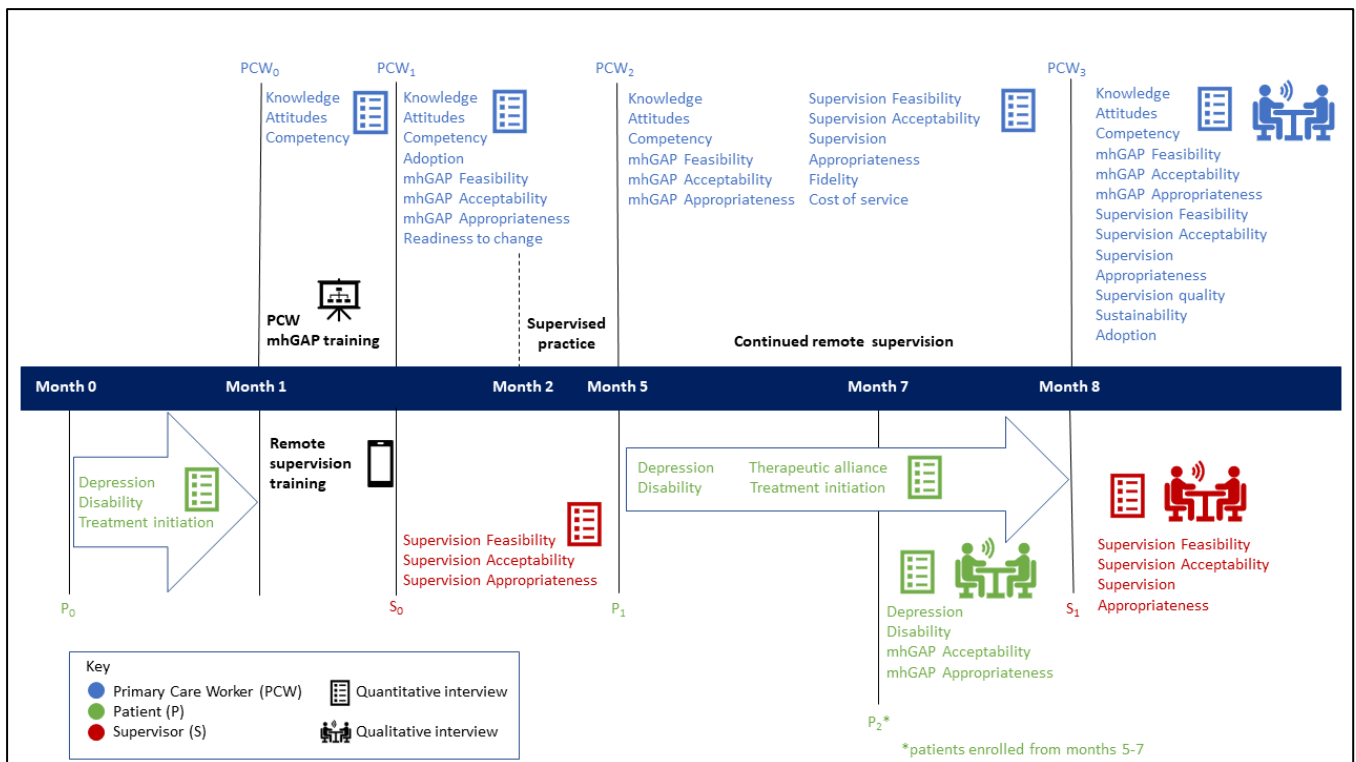 PCW₀
PCW₁
PCW₂
PCW₃
Knowledge
Attitudes
Competency
Knowledge
Attitudes
Competency
Adoption
mhGAP Feasibility
mhGAP Acceptability
mhGAP Appropriateness
Readiness to change
Knowledge
Attitudes
Competency
mhGAP Feasibility
mhGAP Acceptability
mhGAP Appropriateness
Supervision Feasibility
Supervision Acceptability
Supervision
Appropriateness
Fidelity
Cost of service
Knowledge
Attitudes
Competency
mhGAP Feasibility
mhGAP Acceptability
mhGAP Appropriateness
Supervision Feasibility
Supervision Acceptability
Supervision
Appropriateness
Supervision quality
Sustainability
Adoption
PCW
mhGAP training
Supervised
practice
Continued remote supervision
Month 0
Month 1
Month 2
Month 5
Month 7
Month 8
Depression
Disability
Treatment initiation
Remote
supervision
training
Supervision Feasibility
Supervision Acceptability
Supervision Appropriateness
Depression
Disability
Therapeutic alliance
Treatment initiation
Depression
Disability
mhGAP Acceptability
mhGAP Appropriateness
Supervision Feasibility
Supervision Acceptability
Supervision
Appropriateness
P₀
S₀
P₁
S₁
P₂*
*patients enrolled from months 5-7
Key
Primary Care Worker (PCW)
Patient (P)
Supervisor (S)
Quantitative interview
Qualitative interview